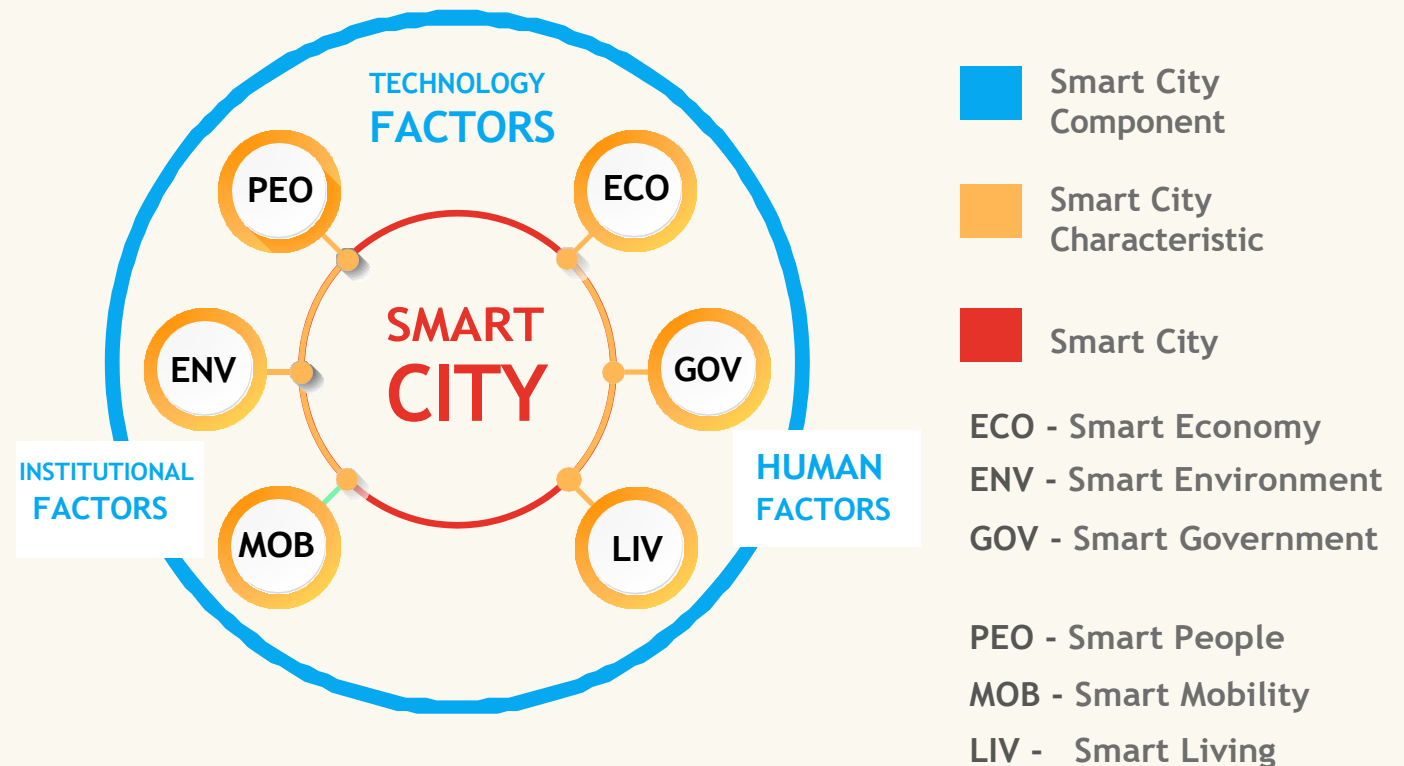 TECHNOLOGY
FACTORS
PEO
ECO
ENV
SMART
CITY
GOV
INSTITUTIONAL
FACTORS
HUMAN
FACTORS
MOB
LIV
Smart City
Component
Smart City
Characteristic
Smart City
ECO - Smart Economy
ENV - Smart Environment
GOV - Smart Government
PEO - Smart People
MOB - Smart Mobility
LIV - Smart Living